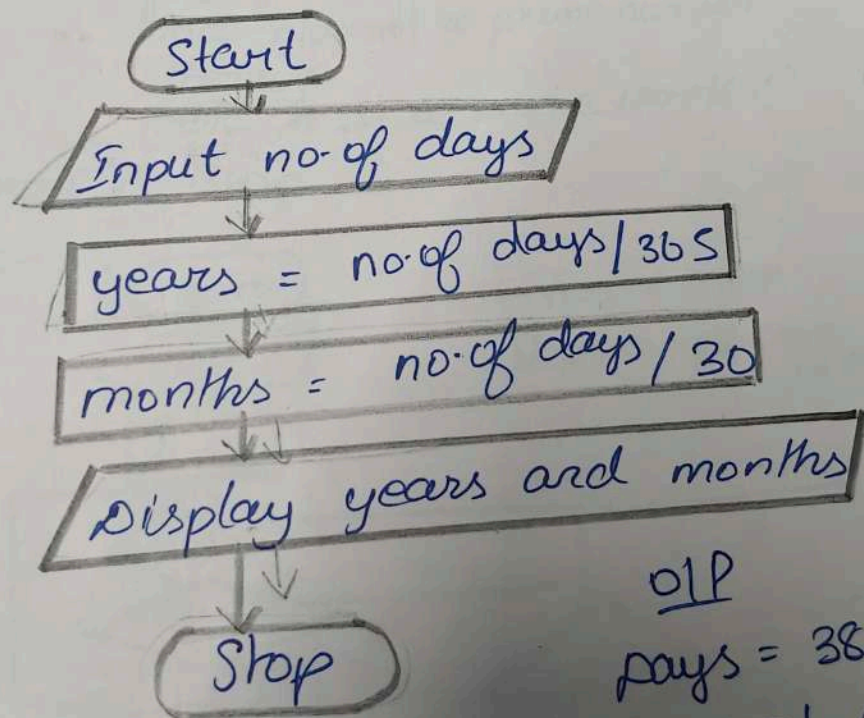 Start
Input no. of days
years = no. of days / 365
months = no. of days / 30
Display years and months
Stop
O/P
Days = 38